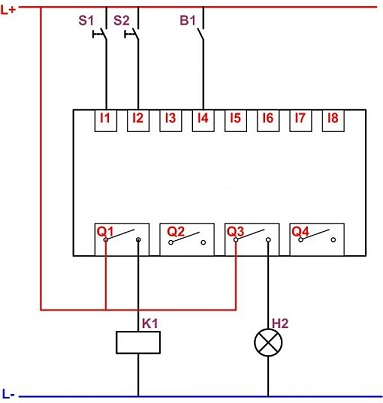 L+
S1 S2 B1
I1 I2 I3 I4 I5 I6 I7 I8
Q1 Q2 Q3 Q4
K1 H2
L-